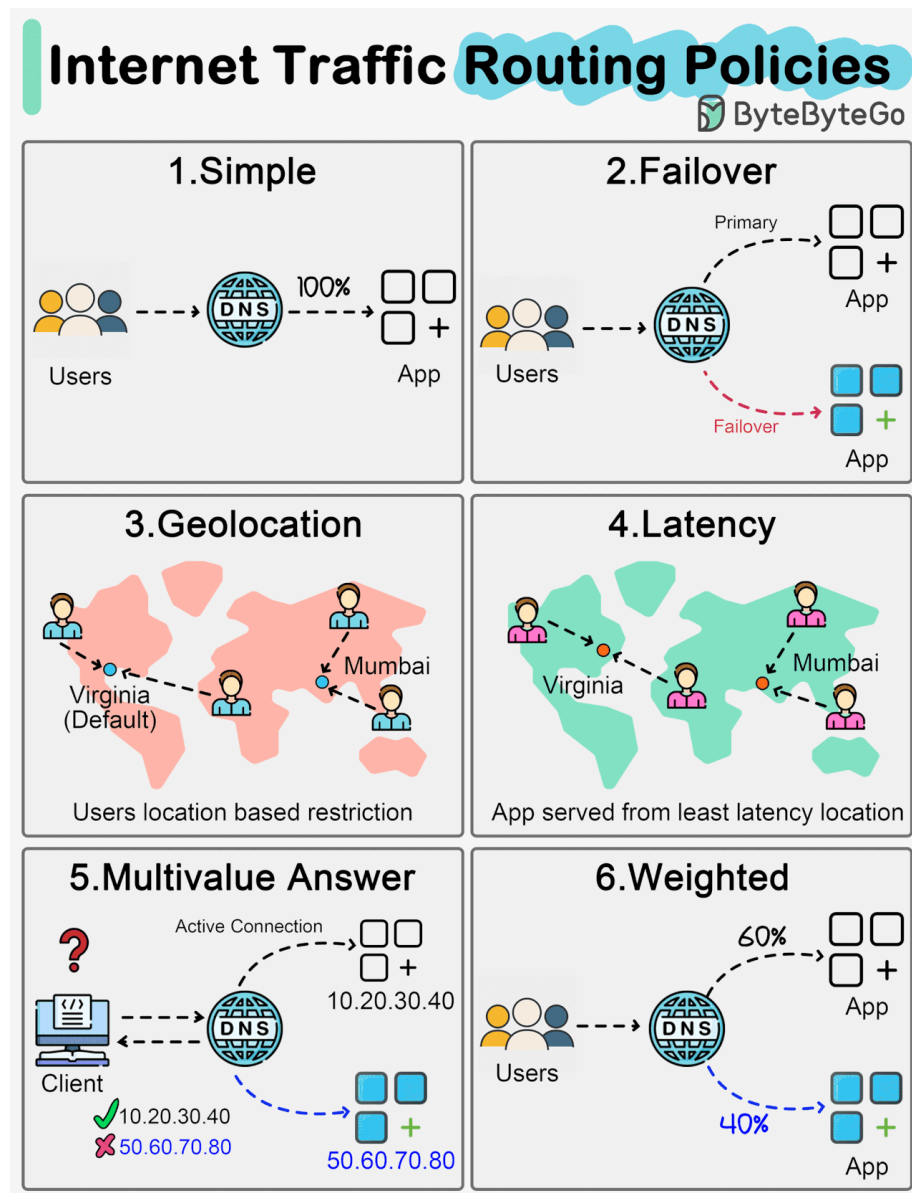 Internet Traffic Routing Policies
ByteByteGo
1.Simple
100%
DNS
Users
App
2.Failover
Primary
App
DNS
Users
Failover
App
3.Geolocation
Mumbai
Virginia
(Default)
Users location based restriction
4.Latency
Mumbai
Virginia
App served from least latency location
5.Multivalue Answer
Active Connection
?
</>
10.20.30.40
DNS
Client
10.20.30.40
50.60.70.80
50.60.70.80
6.Weighted
60%
App
DNS
Users
40%
App